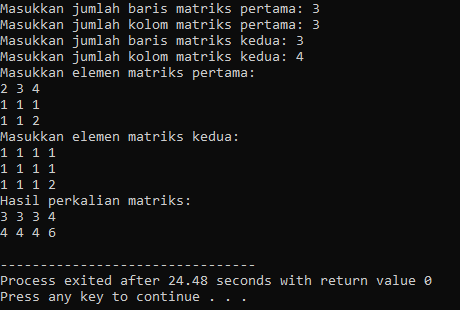 Masukkan jumlah baris matriks pertama: 3
Masukkan jumlah kolom matriks pertama: 3
Masukkan jumlah baris matriks kedua: 3
Masukkan jumlah kolom matriks kedua: 4
Masukkan elemen matriks pertama:
2 3 4
1 1 1
1 1 2
Masukkan elemen matriks kedua:
1 1 1 1
1 1 1 1
1 1 1 2
Hasil perkalian matriks:
3 3 3 4
4 4 4 6
--------------------------------
Process exited after 24.48 seconds with return value 0
Press any key to continue . . .